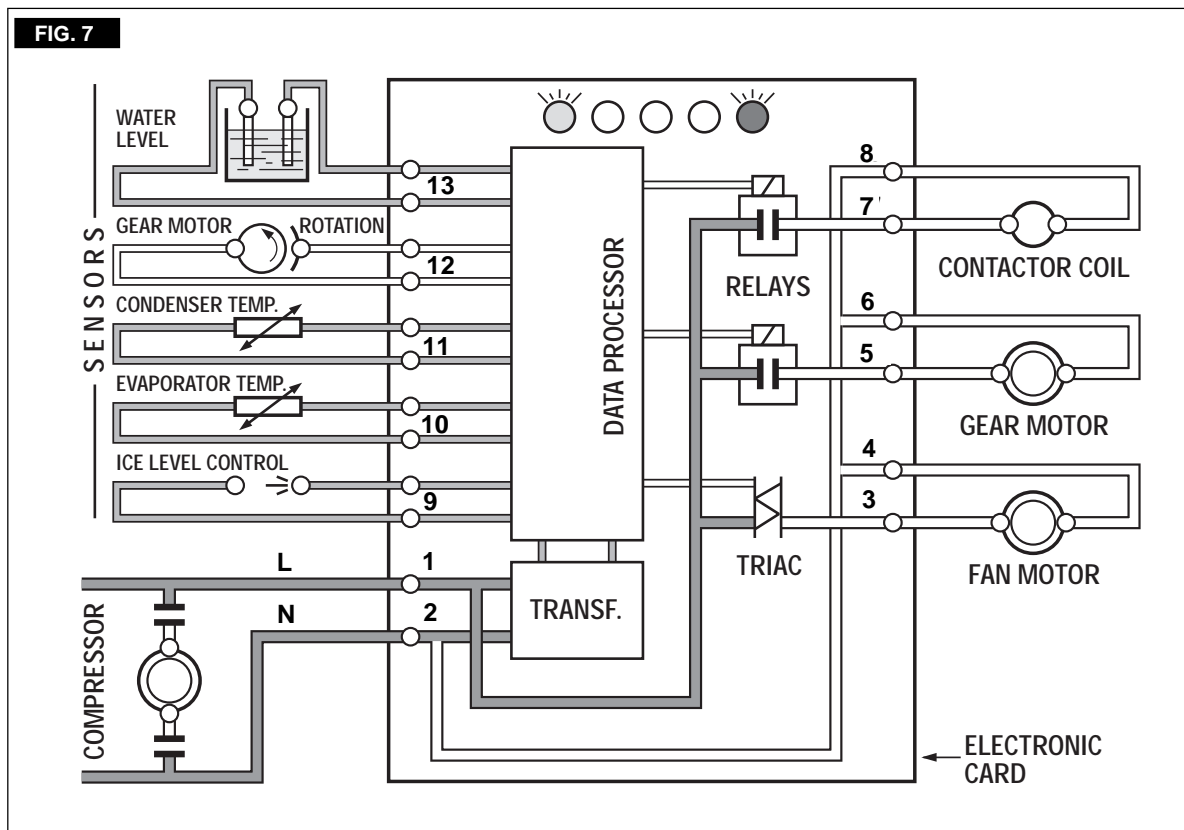 FIG. 7
WATER
LEVEL
13
GEAR MOTOR ROTATION
12
CONDENSER TEMP.
11
EVAPORATOR TEMP.
10
ICE LEVEL CONTROL
9
SENSORS
L
1
N
2
COMPRESSOR
DATA PROCESSOR
TRANSF.
RELAYS
TRIAC
8
7
CONTACTOR COIL
6
5
GEAR MOTOR
4
3
FAN MOTOR
ELECTRONIC
CARD